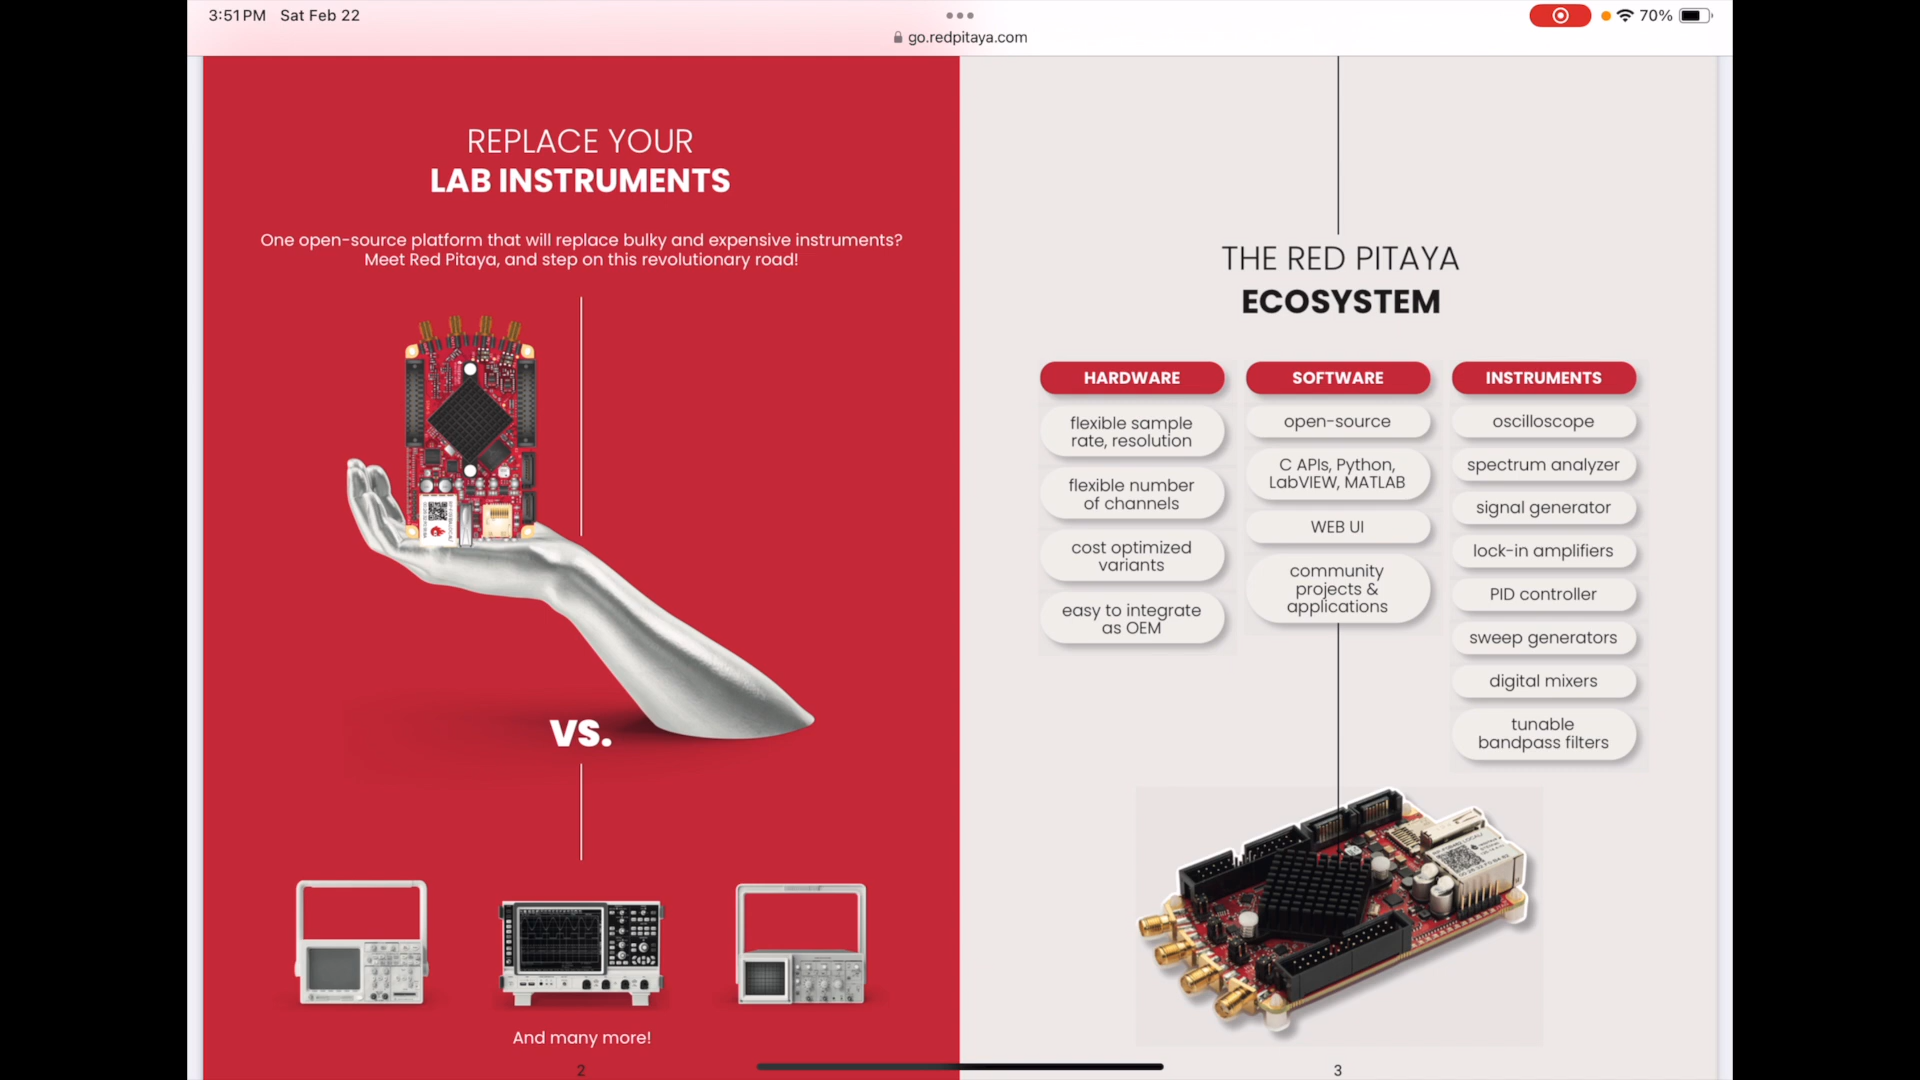 3:51 PM Sat Feb 22
70%
go.redpitaya.com
REPLACE YOUR
LAB INSTRUMENTS
One open-source platform that will replace bulky and expensive instruments?
Meet Red Pitaya, and step on this revolutionary road!
VS.
And many more!
2
THE RED PITAYA
ECOSYSTEM
HARDWARE
flexible sample
rate, resolution
flexible number
of channels
cost optimized
variants
easy to integrate
as OEM
SOFTWARE
open-source
C APIs, Python,
LabVIEW, MATLAB
WEB UI
community
projects &
applications
INSTRUMENTS
oscilloscope
spectrum analyzer
signal generator
lock-in amplifiers
PID controller
sweep generators
digital mixers
tunable
bandpass filters
3